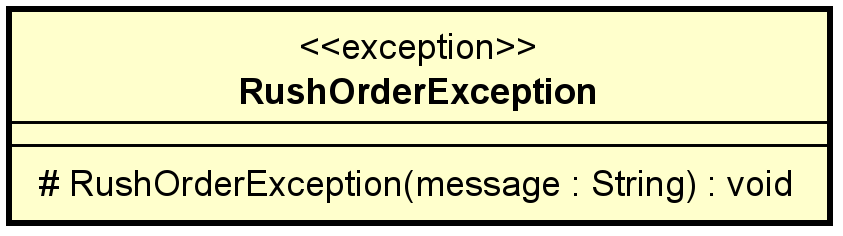 <<exception>>
RushOrderException
# RushOrderException(message : String) : void